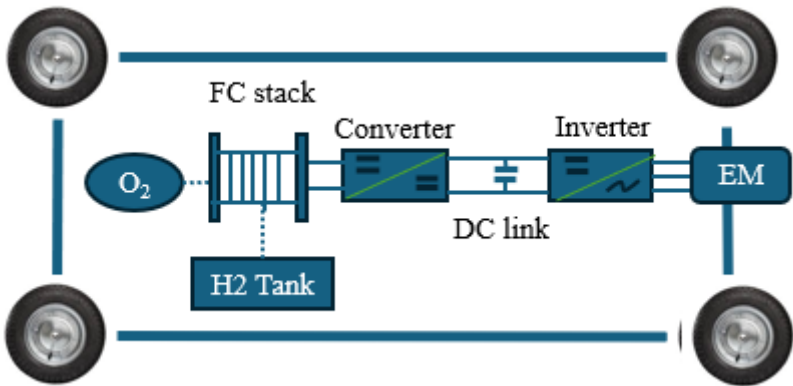 FC stack
Converter
Inverter
O₂
EM
DC link
H2 Tank